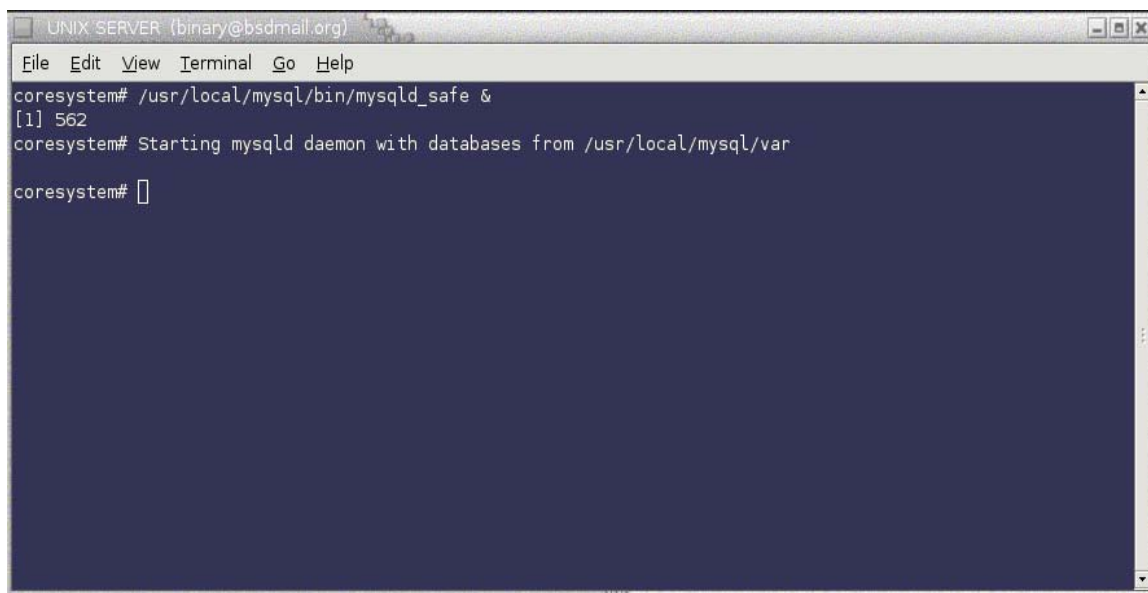 UNIX SERVER (binary@bsdmail.org)
File Edit View Terminal Go Help
coresystem# /usr/local/mysql/bin/mysqld_safe &
[1] 562
coresystem# Starting mysqld daemon with databases from /usr/local/mysql/var
coresystem#